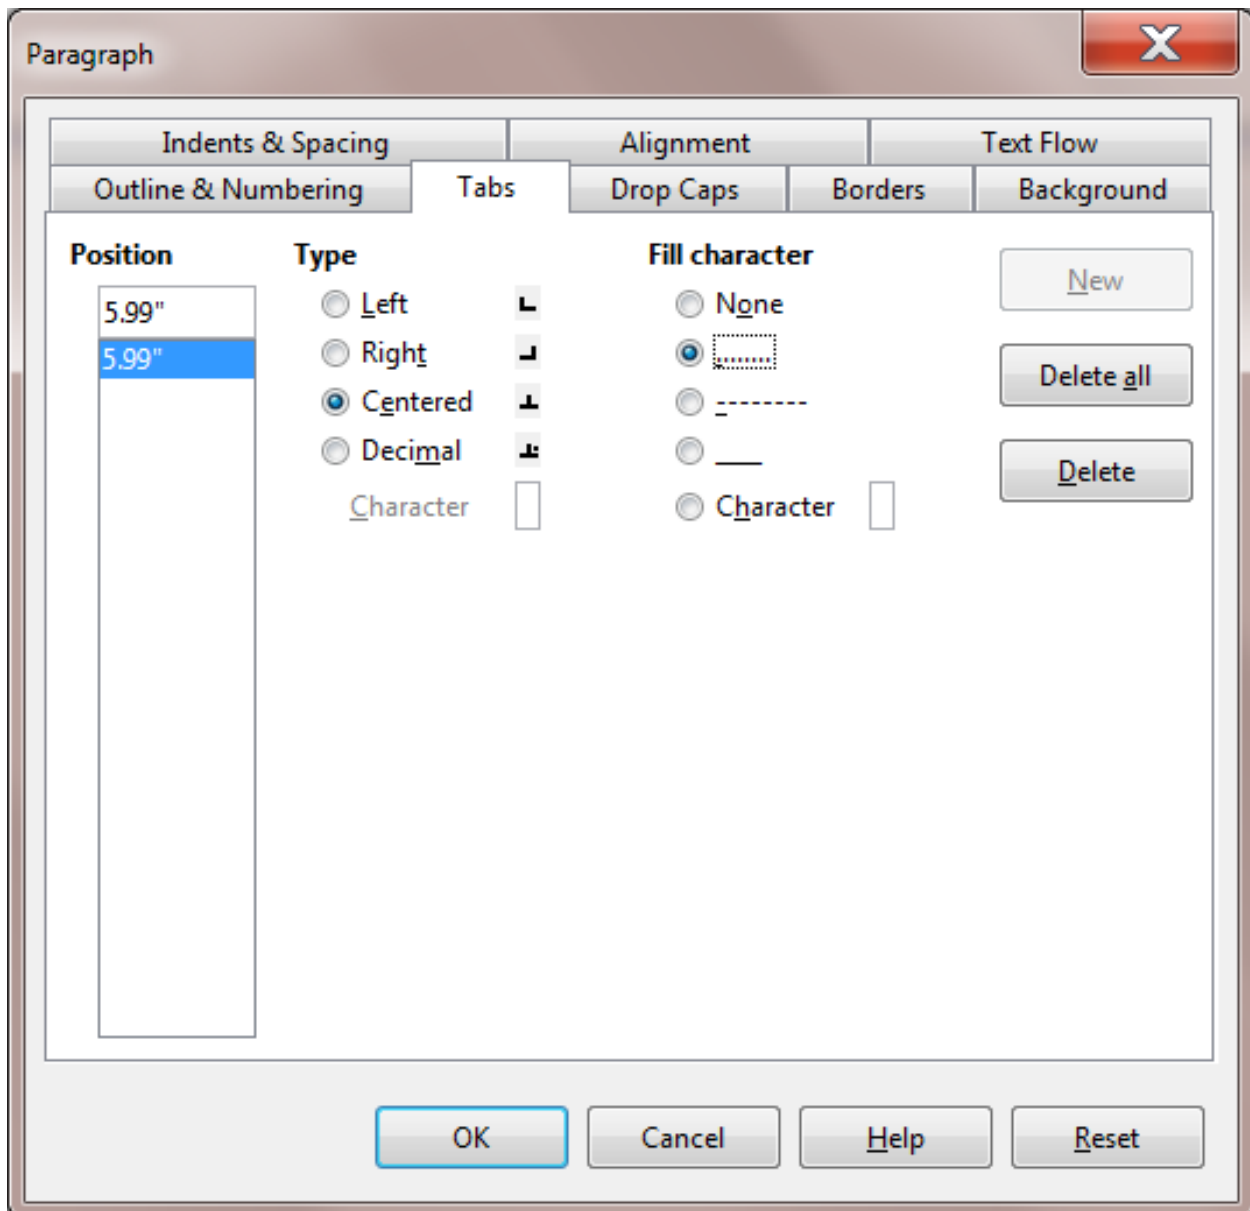 Paragraph
Indents & Spacing Alignment Text Flow
Outline & Numbering Tabs Drop Caps Borders Background
Position Type Fill character
New
5.99" Left None
5.99" Right ........
Delete all
Centered --------
Decimal ___
Delete
Character Character
OK Cancel Help Reset